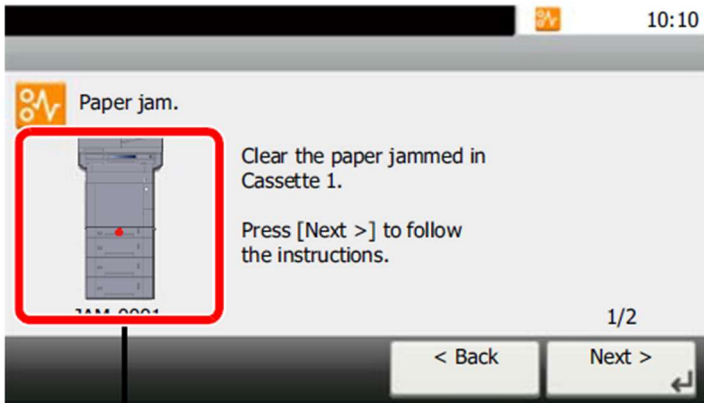 10:10
Paper jam.
Clear the paper jammed in
Cassette 1.
Press [Next >] to follow
the instructions.
1/2
< Back
Next >